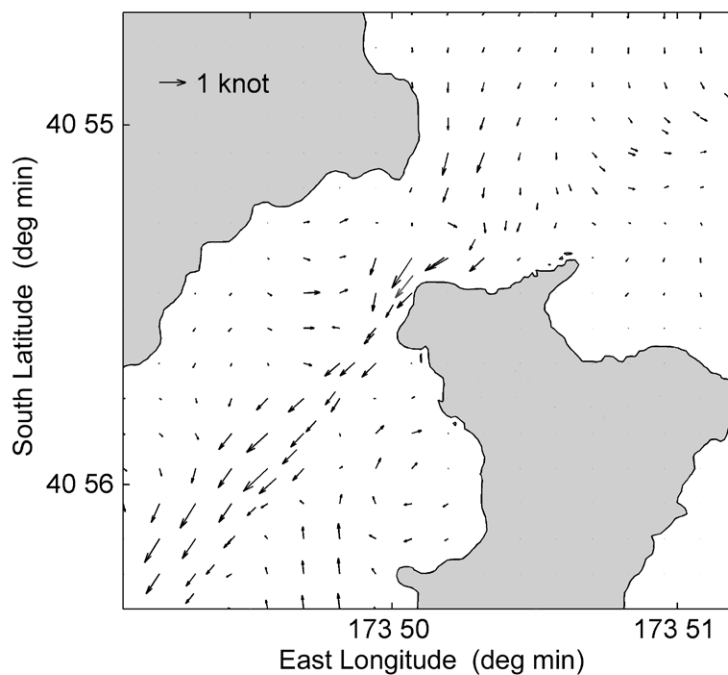 1 knot
40 55
South Latitude (deg min)
40 56
173 50
173 51
East Longitude (deg min)